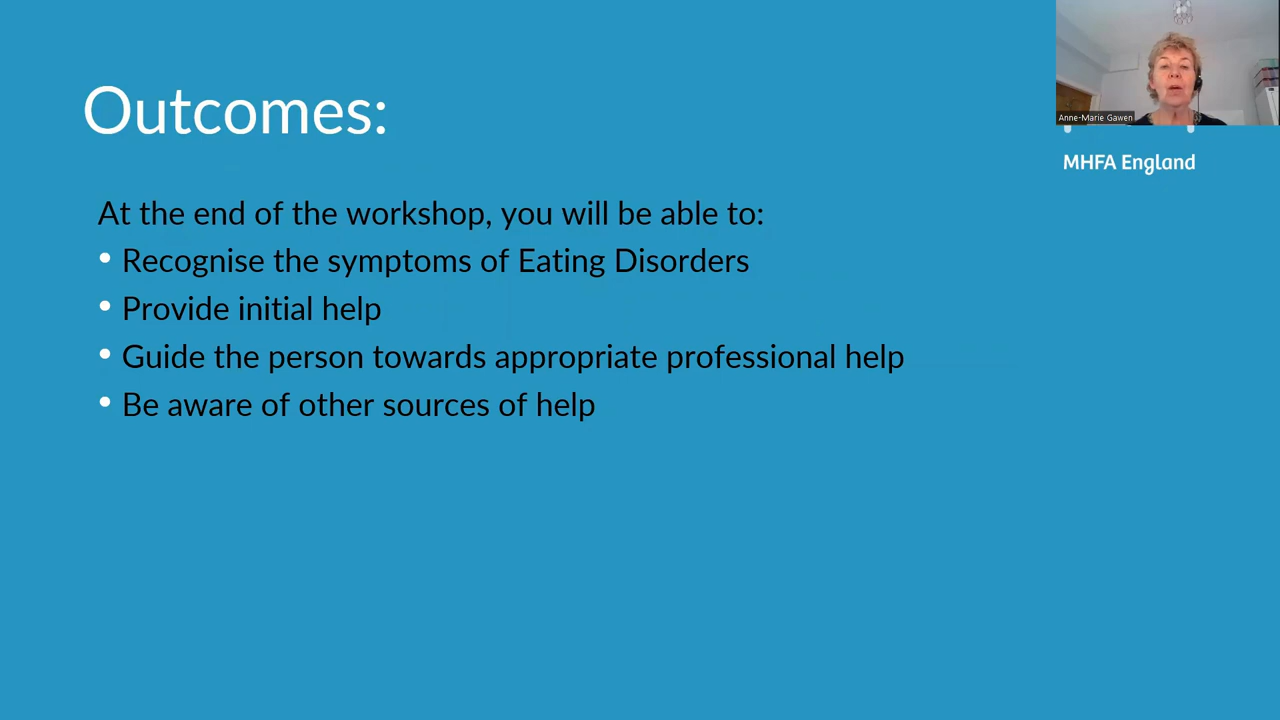 Outcomes:
Anne-Marie Gawen
MHFA England
At the end of the workshop, you will be able to:
• Recognise the symptoms of Eating Disorders
• Provide initial help
• Guide the person towards appropriate professional help
• Be aware of other sources of help